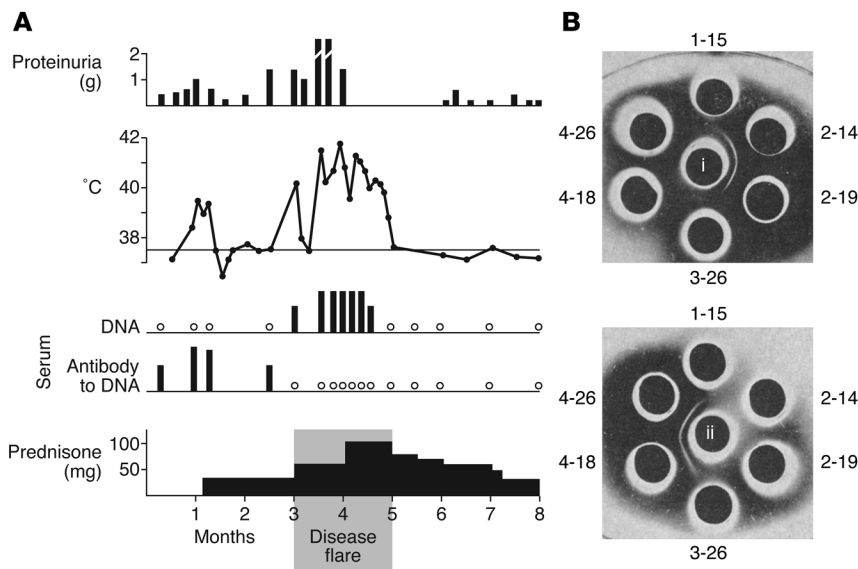 A
Proteinuria
(g)
2
1
42
40
38
°C
Serum
DNA
Antibody
to DNA
Prednisone
(mg)
100
50
1 2 3 4 5 6 7 8
Months
Disease
flare
B
1-15
4-26
2-14
i
4-18
2-19
3-26
1-15
4-26
2-14
ii
4-18
2-19
3-26